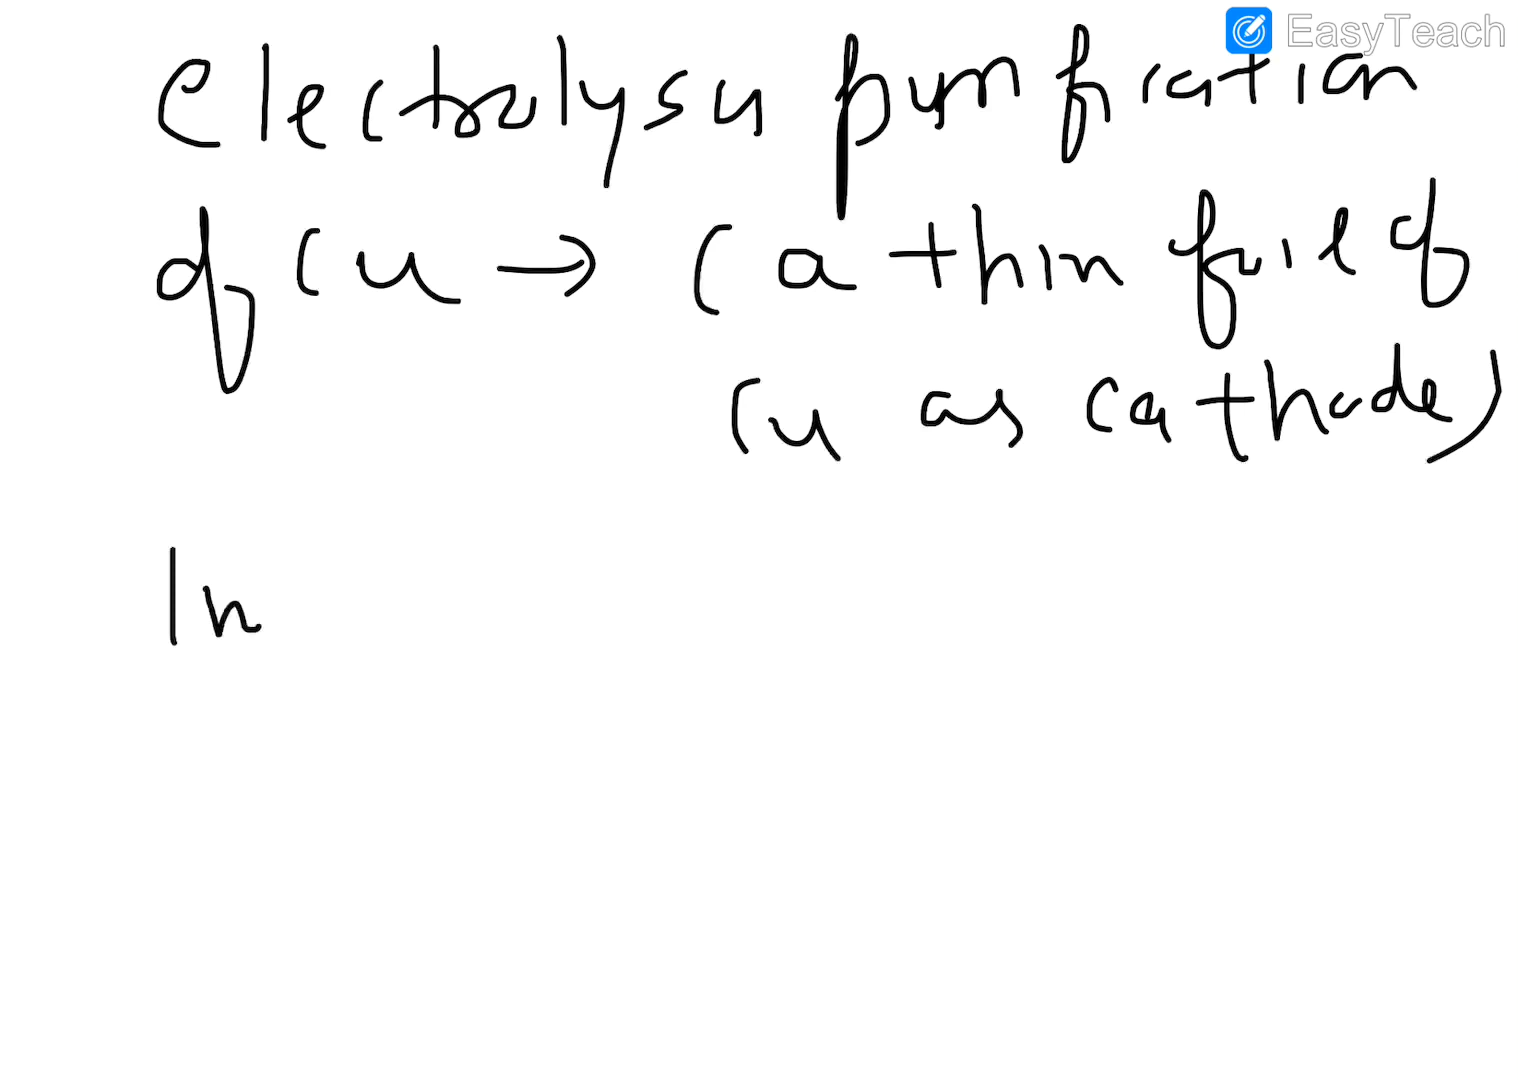 EasyTeach
electrolysis purification
of Cu → (a thin foil of
Cu as cathode)
In